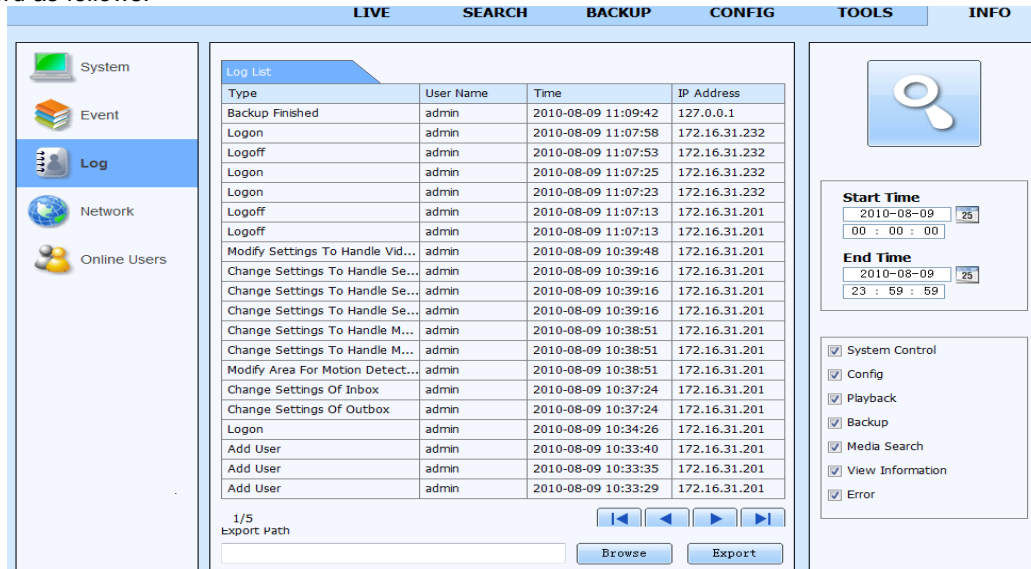 LIVE SEARCH BACKUP CONFIG TOOLS INFO
System
Event
Log
Network
Online Users
Log List
Type User Name Time IP Address
Backup Finished admin 2010-08-09 11:09:42 127.0.0.1
Logon admin 2010-08-09 11:07:58 172.16.31.232
Logoff admin 2010-08-09 11:07:53 172.16.31.232
Logon admin 2010-08-09 11:07:25 172.16.31.232
Logon admin 2010-08-09 11:07:23 172.16.31.232
Logoff admin 2010-08-09 11:07:13 172.16.31.201
Logoff admin 2010-08-09 11:07:13 172.16.31.201
Modify Settings To Handle Vid... admin 2010-08-09 10:39:48 172.16.31.201
Change Settings To Handle Se... admin 2010-08-09 10:39:16 172.16.31.201
Change Settings To Handle Se... admin 2010-08-09 10:39:16 172.16.31.201
Change Settings To Handle Se... admin 2010-08-09 10:39:16 172.16.31.201
Change Settings To Handle M... admin 2010-08-09 10:38:51 172.16.31.201
Change Settings To Handle M... admin 2010-08-09 10:38:51 172.16.31.201
Modify Area For Motion Detect... admin 2010-08-09 10:38:51 172.16.31.201
Change Settings Of Inbox admin 2010-08-09 10:37:24 172.16.31.201
Change Settings Of Outbox admin 2010-08-09 10:37:24 172.16.31.201
Logon admin 2010-08-09 10:34:26 172.16.31.201
Add User admin 2010-08-09 10:33:40 172.16.31.201
Add User admin 2010-08-09 10:33:35 172.16.31.201
Add User admin 2010-08-09 10:33:29 172.16.31.201
1/5
Export Path
Browse Export
Start Time
2010-08-09 25
00 : 00 : 00
End Time
2010-08-09 25
23 : 59 : 59
System Control
Config
Playback
Backup
Media Search
View Information
Error